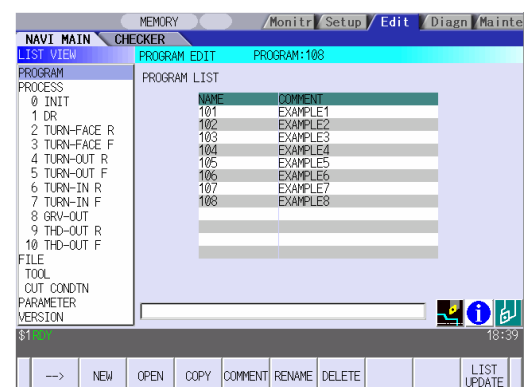 MEMORY Monitr Setup Edit Diagn Mainte
NAVI MAIN CHECKER
LIST VIEW PROGRAM EDIT PROGRAM:108
PROGRAM
PROCESS
0 INIT
1 DR
2 TURN-FACE R
3 TURN-FACE F
4 TURN-OUT R
5 TURN-OUT F
6 TURN-IN R
7 TURN-IN F
8 GRV-OUT
9 THD-OUT R
10 THD-OUT F
FILE
TOOL
CUT CONDTN
PARAMETER
VERSION
PROGRAM LIST
NAME COMMENT
101 EXAMPLE1
102 EXAMPLE2
103 EXAMPLE3
104 EXAMPLE4
105 EXAMPLE5
106 EXAMPLE6
107 EXAMPLE7
108 EXAMPLE8
$1 RDY 18:39
--> NEW OPEN COPY COMMENT RENAME DELETE LIST UPDATE